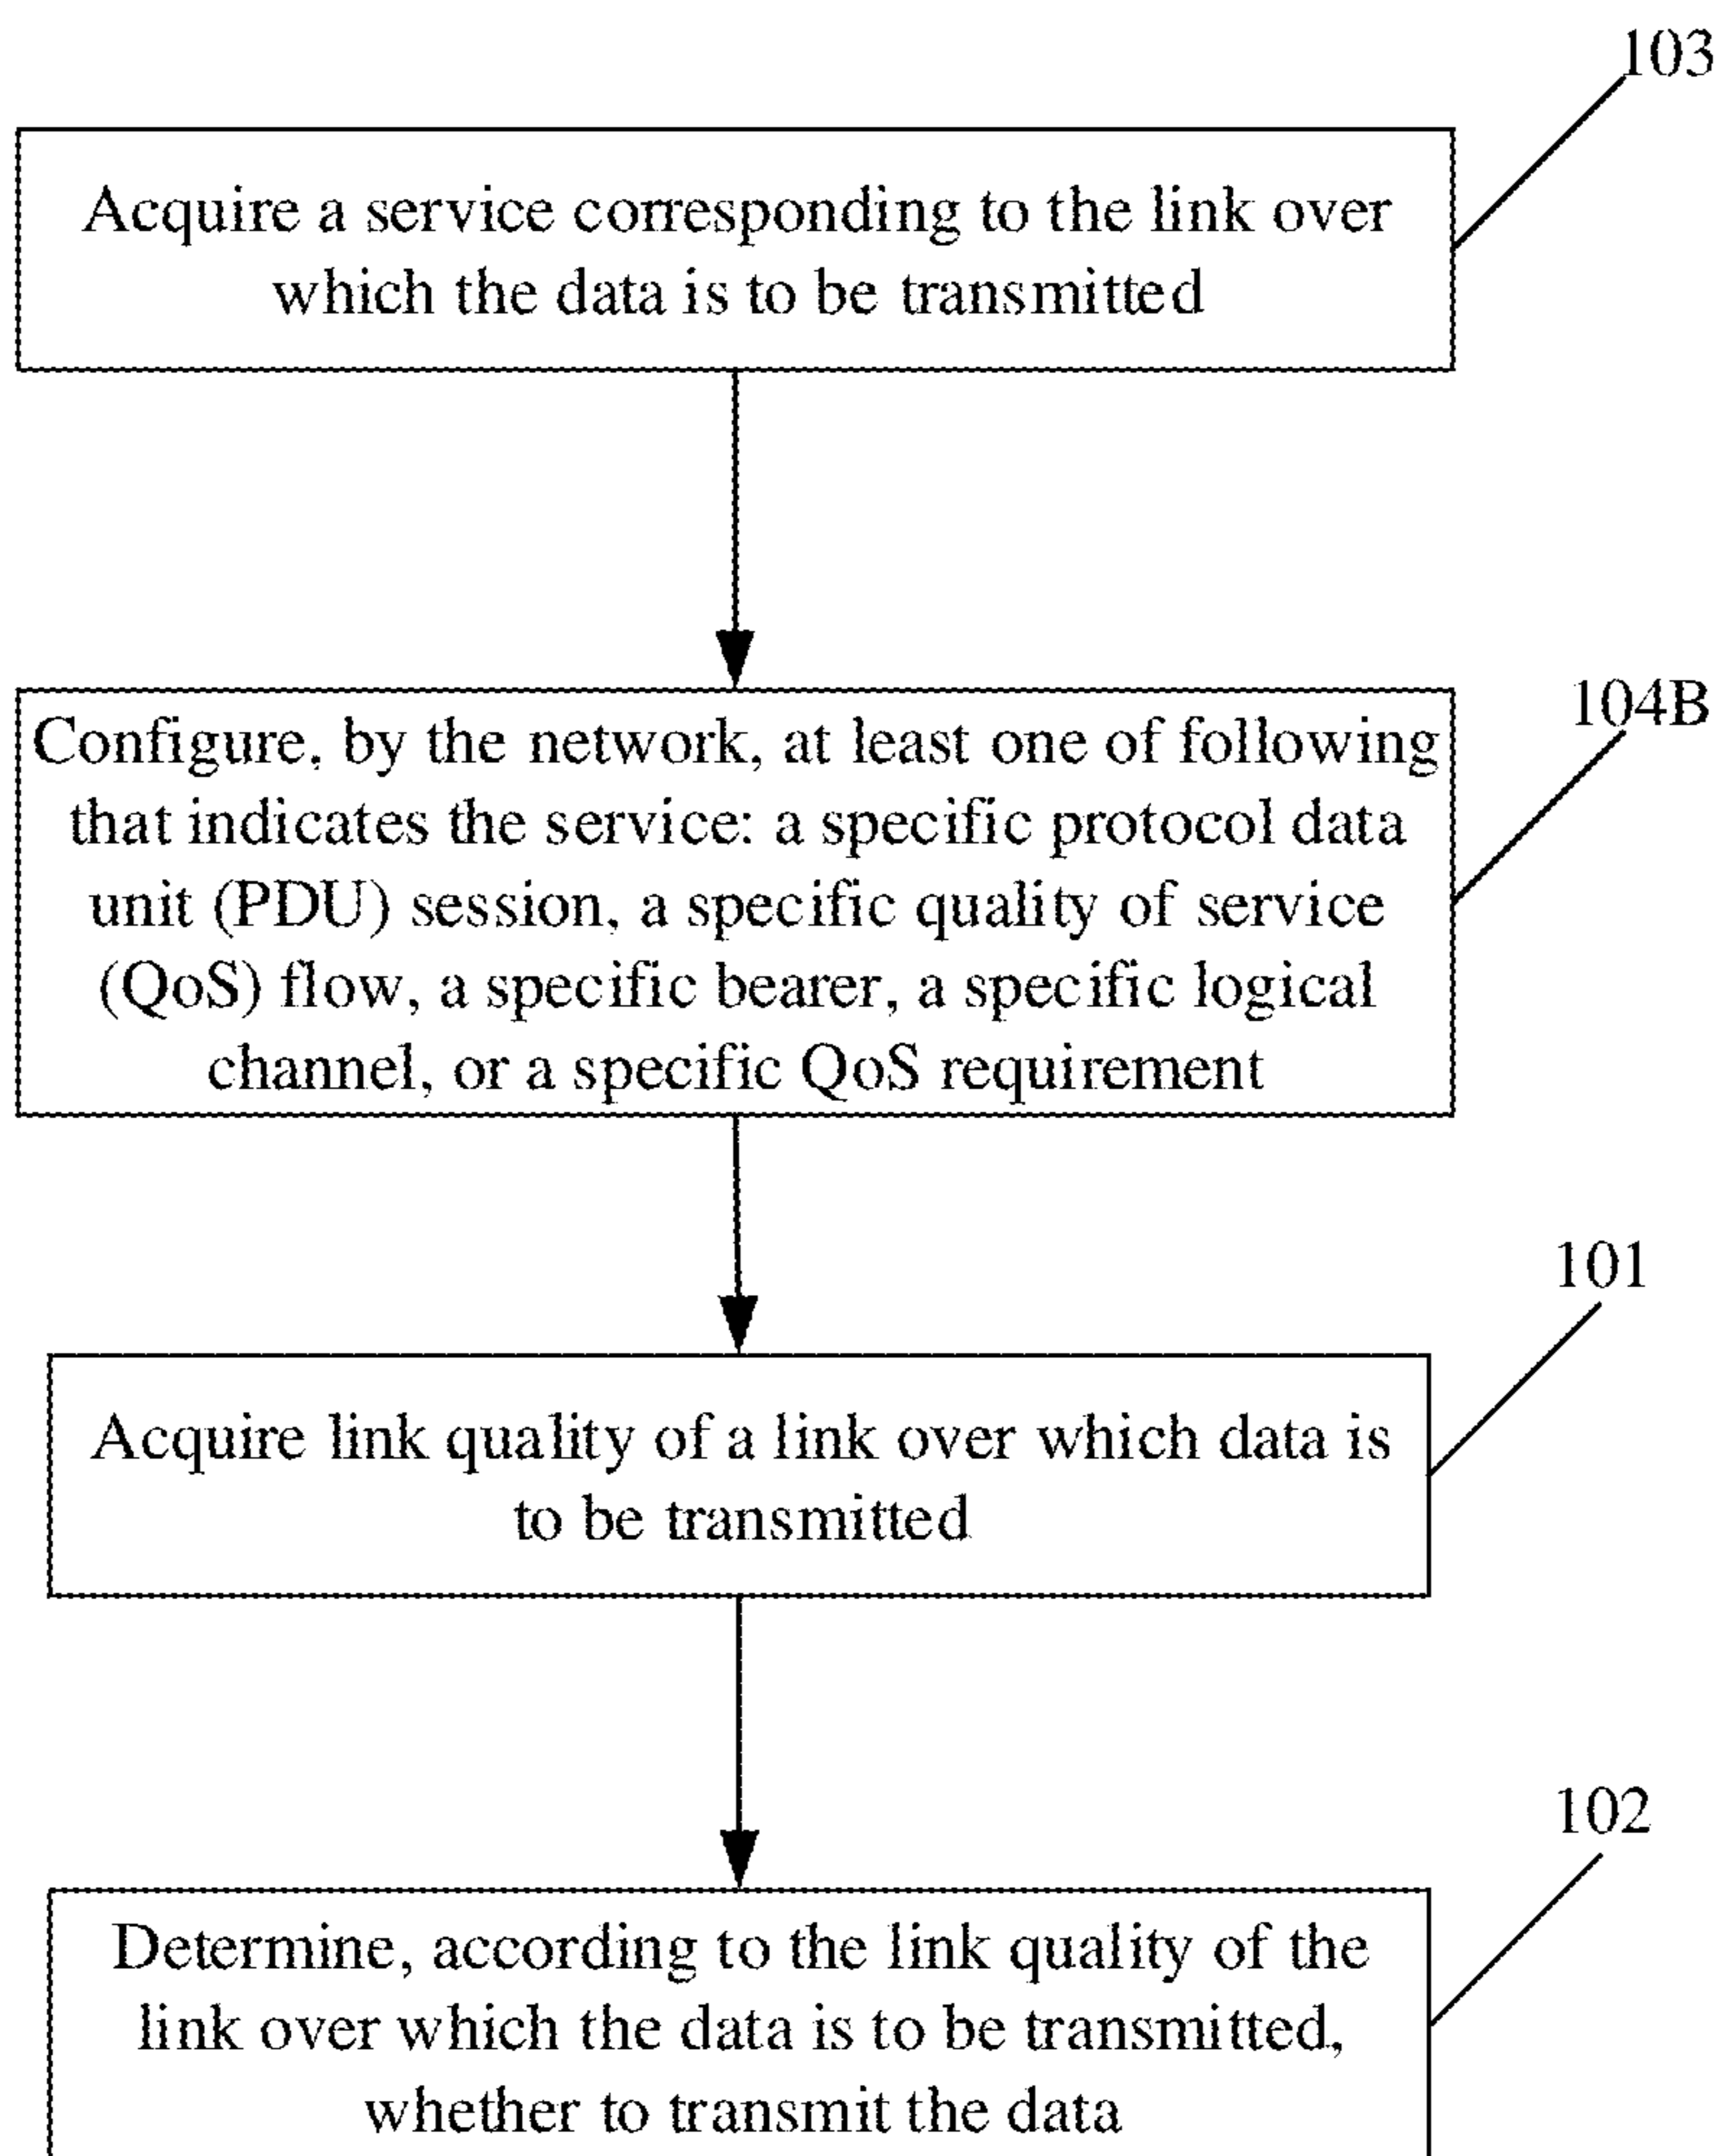 103
Acquire a service corresponding to the link over
which the data is to be transmitted
104B
Configure, by the network, at least one of following
that indicates the service: a specific protocol data
unit (PDU) session, a specific quality of service
(QoS) flow, a specific bearer, a specific logical
channel, or a specific QoS requirement
101
Acquire link quality of a link over which data is
to be transmitted
102
Determine, according to the link quality of the
link over which the data is to be transmitted,
whether to transmit the data